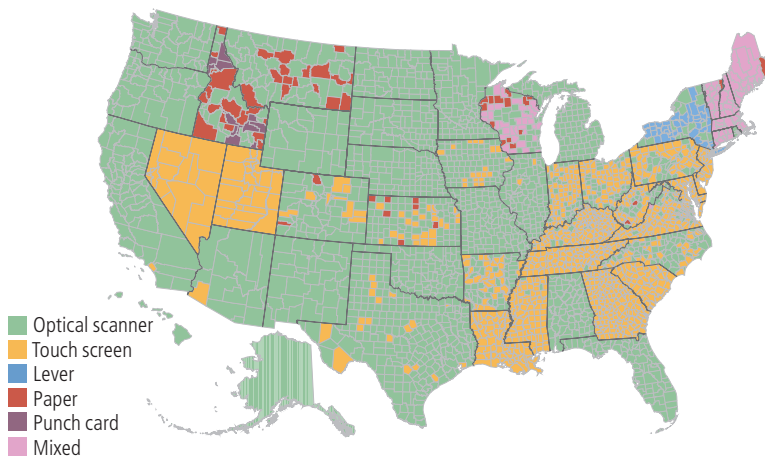 Optical scanner
Touch screen
Lever
Paper
Punch card
Mixed